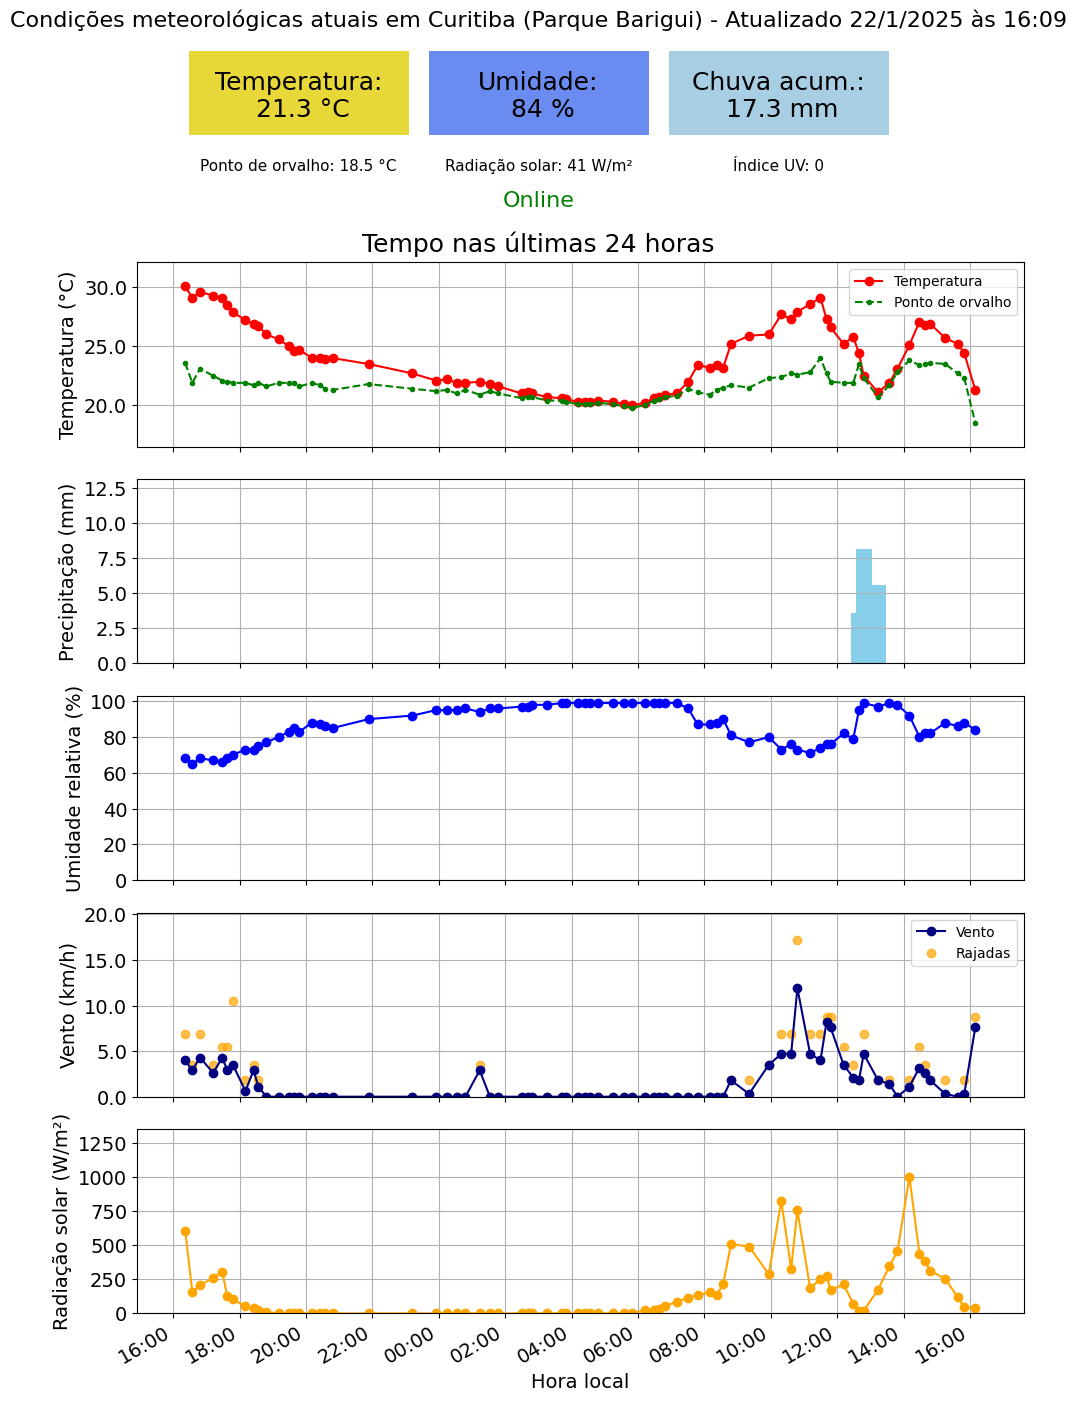 Condições meteorológicas atuais em Curitiba (Parque Barigui) - Atualizado 22/1/2025 às 16:09
Temperatura:
21.3 °C
Umidade:
84 %
Chuva acum.:
17.3 mm
Ponto de orvalho: 18.5 °C
Radiação solar: 41 W/m²
Índice UV: 0
Online
Tempo nas últimas 24 horas
Temperatura (°C)
30.0
25.0
20.0
Temperatura
Ponto de orvalho
Precipitação (mm)
12.5
10.0
7.5
5.0
2.5
0.0
Umidade relativa (%)
100
80
60
40
20
0
Vento (km/h)
20.0
15.0
10.0
5.0
0.0
Vento
Rajadas
Radiação solar (W/m²)
1250
1000
750
500
250
0
16:00
18:00
20:00
22:00
00:00
02:00
04:00
06:00
08:00
10:00
12:00
14:00
16:00
Hora local